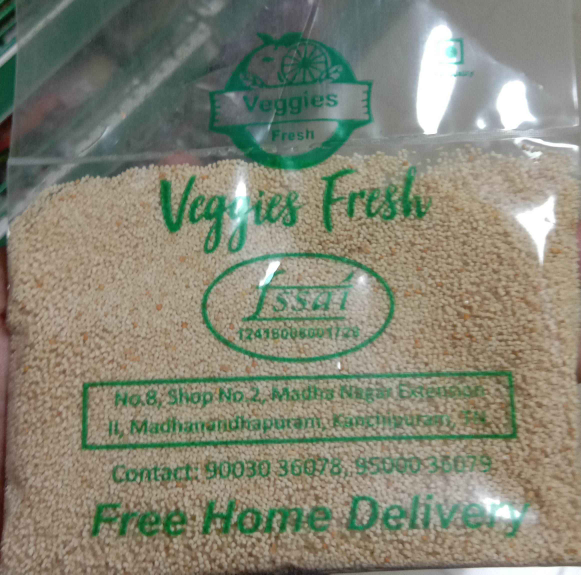 Veggies
Fresh
Veggies Fresh
fssai
No.8, Shop No.2, Madha Nagar Extension
II, Madhanandhapuram, Kanchipuram, TN
Contact: 90030 36078, 95000 36079
Free Home Delivery